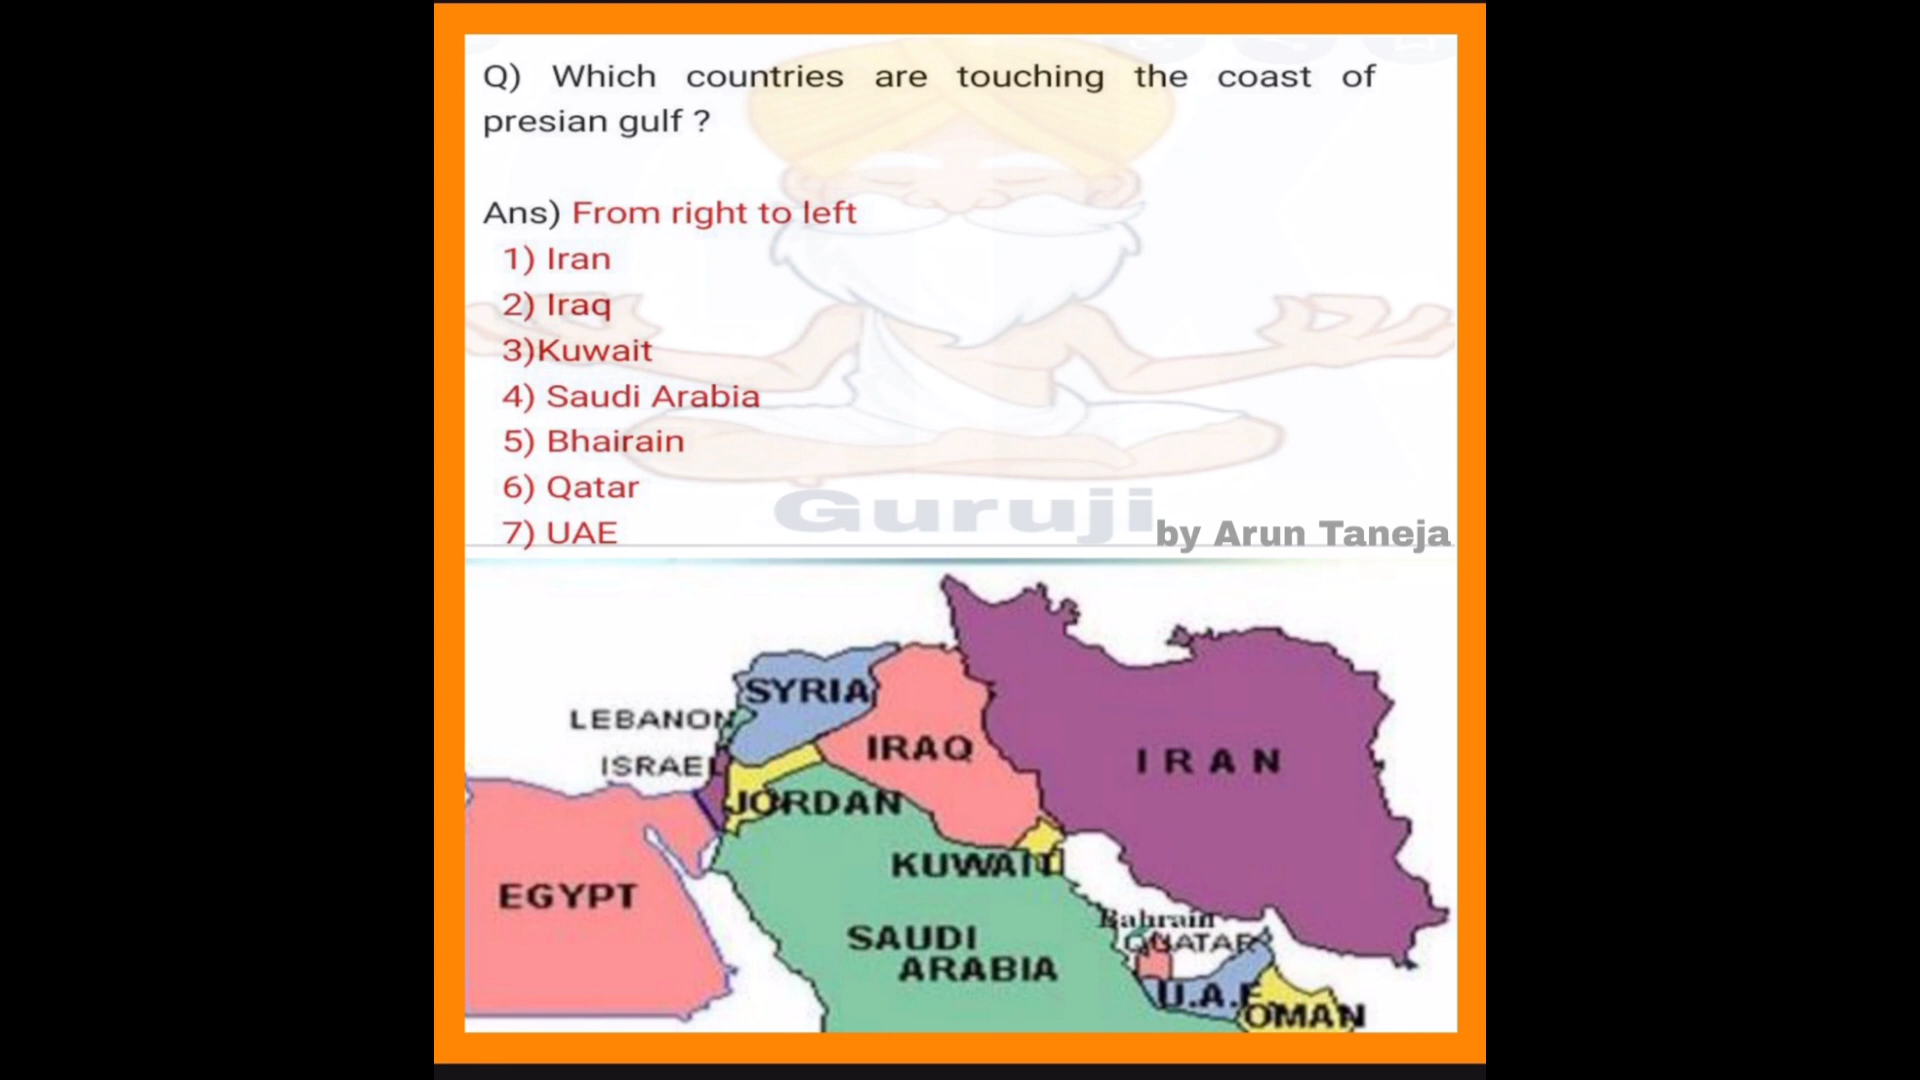 Q) Which countries are touching the coast of
presian gulf ?
Ans) From right to left
1) Iran
2) Iraq
3)Kuwait
4) Saudi Arabia
5) Bhairain
6) Qatar
7) UAE
Guruji
by Arun Taneja
SYRIA
LEBANON
IRAQ
IRAN
ISRAEL
JORDAN
KUWAIT
EGYPT
Bahrain
SAUDI
QUATAR
ARABIA
U.A.E
OMAN